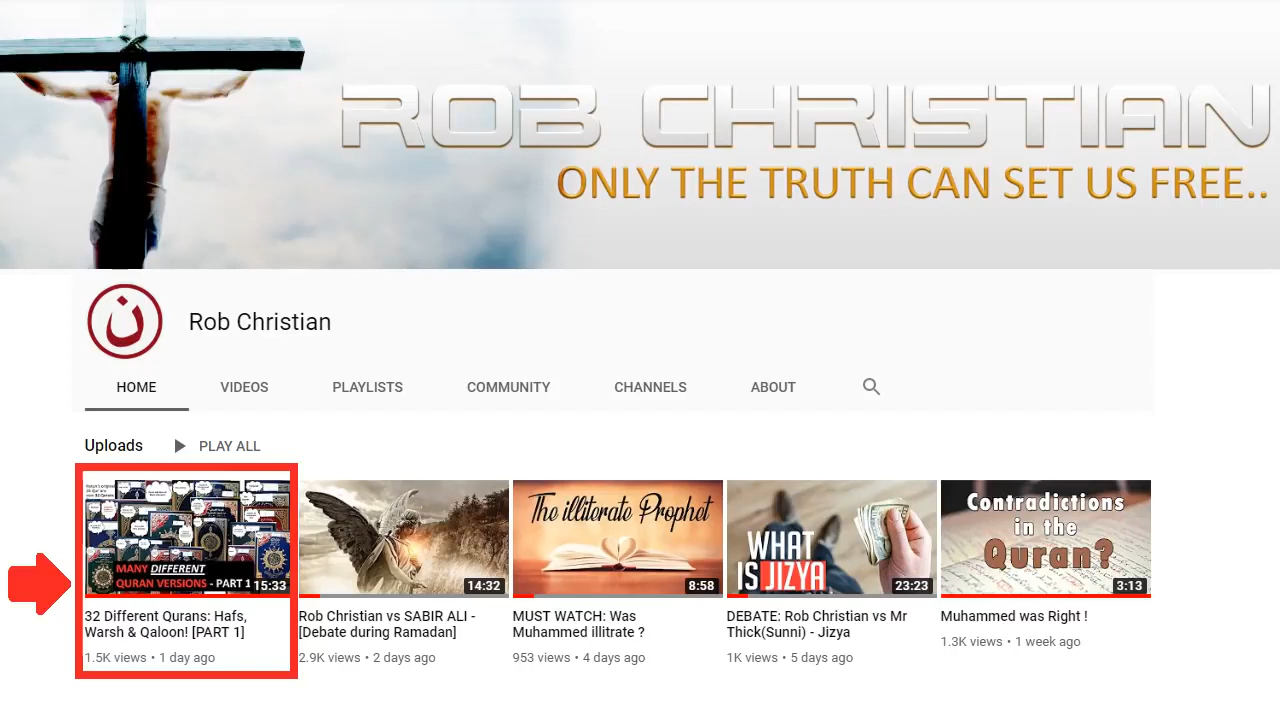 ROB CHRISTIAN
ONLY THE TRUTH CAN SET US FREE..
ن
Rob Christian
HOME VIDEOS PLAYLISTS COMMUNITY CHANNELS ABOUT
Uploads PLAY ALL
MANY DIFFERENT
QURAN VERSIONS - PART 1
15:33
32 Different Qurans: Hafs,
Warsh & Qaloon! [PART 1]
1.5K views • 1 day ago
14:32
Rob Christian vs SABIR ALI -
[Debate during Ramadan]
2.9K views • 2 days ago
The illiterate Prophet
8:58
MUST WATCH: Was
Muhammed illitrate ?
953 views • 4 days ago
WHAT
IS JIZYA
23:23
DEBATE: Rob Christian vs Mr
Thick(Sunni) - Jizya
1K views • 5 days ago
Contradictions
in the
Quran?
3:13
Muhammed was Right !
1.3K views • 1 week ago